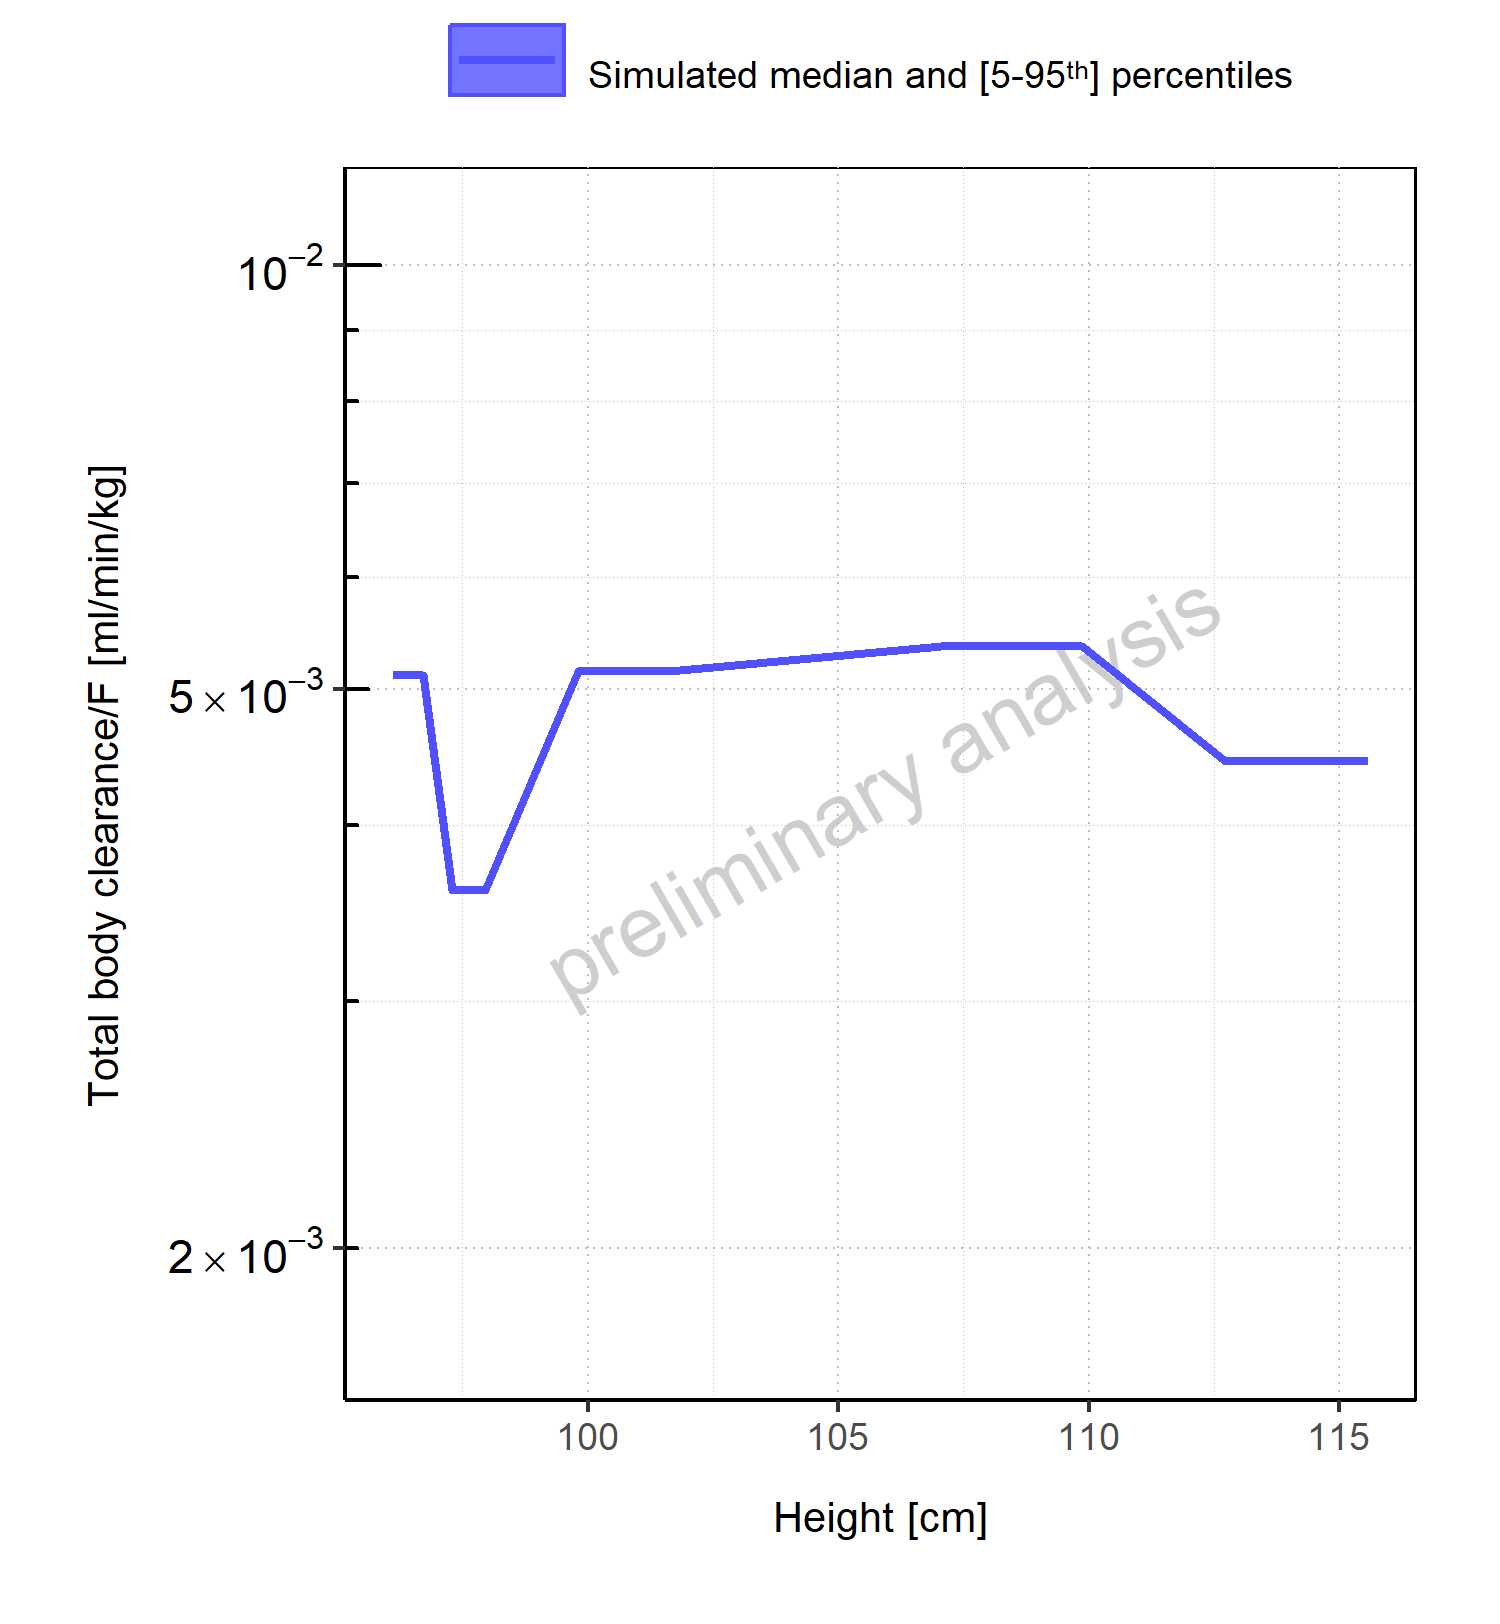 Simulated median and [5-95ᵗʰ] percentiles
10⁻²
5 × 10⁻³
2 × 10⁻³
Total body clearance/F [ml/min/kg]
preliminary analysis
100 105 110 115
Height [cm]